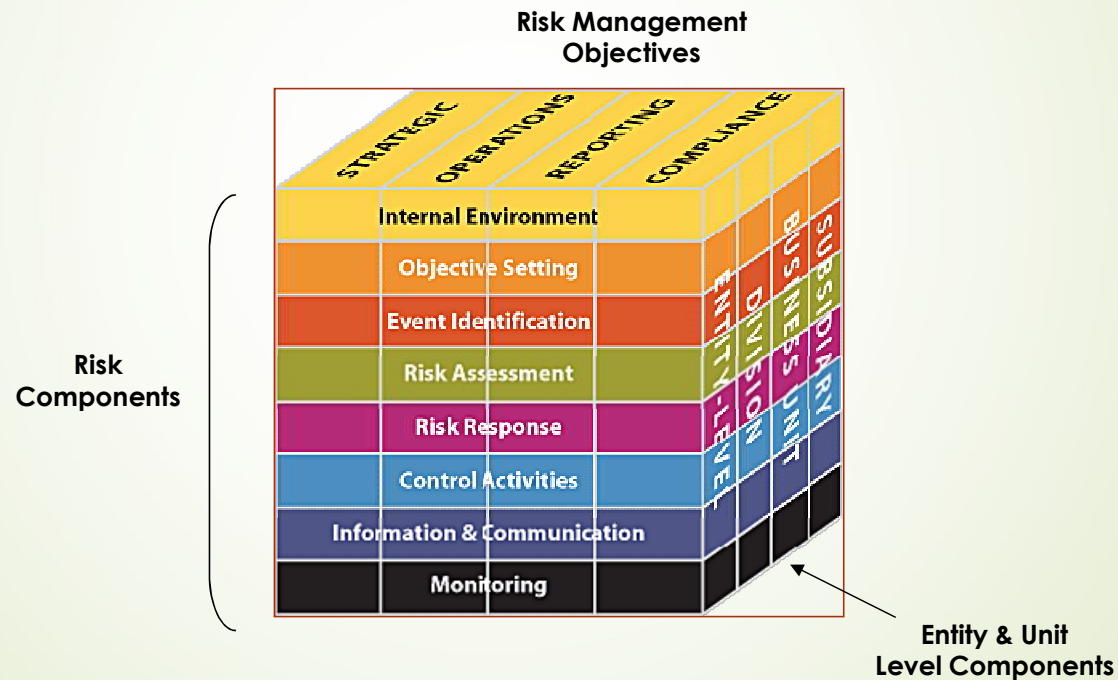 Risk Management
Objectives
STRATEGIC
OPERATIONS
REPORTING
COMPLIANCE
Internal Environment
Objective Setting
Event Identification
Risk Assessment
Risk Response
Control Activities
Information & Communication
Monitoring
ENTITY-LEVEL
DIVISION
BUSINESS UNIT
SUBSIDIARY
Risk
Components
Entity & Unit
Level Components